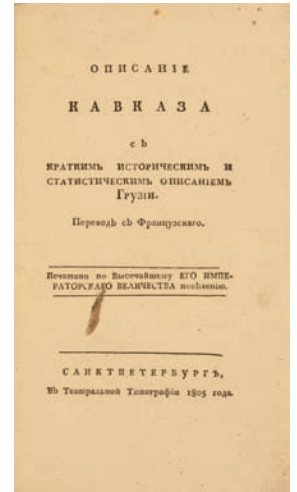 ОПИСАНІЕ
КАВКАЗА
съ
КРАТКИМЪ ИСТОРИЧЕСКИМЪ И
СТАТИСТИЧЕСКИМЪ ОПИСАНІЕМЪ
Грузіи.
Переводъ съ Французскаго.
Печатано по Высочайшему ЕГО ИМПЕ-
РАТОРСКАГО ВЕЛИЧЕСТВА повѣленію.
САНКТПЕТЕРБУРГЪ,
Въ Театральной Типографіи 1805 года.